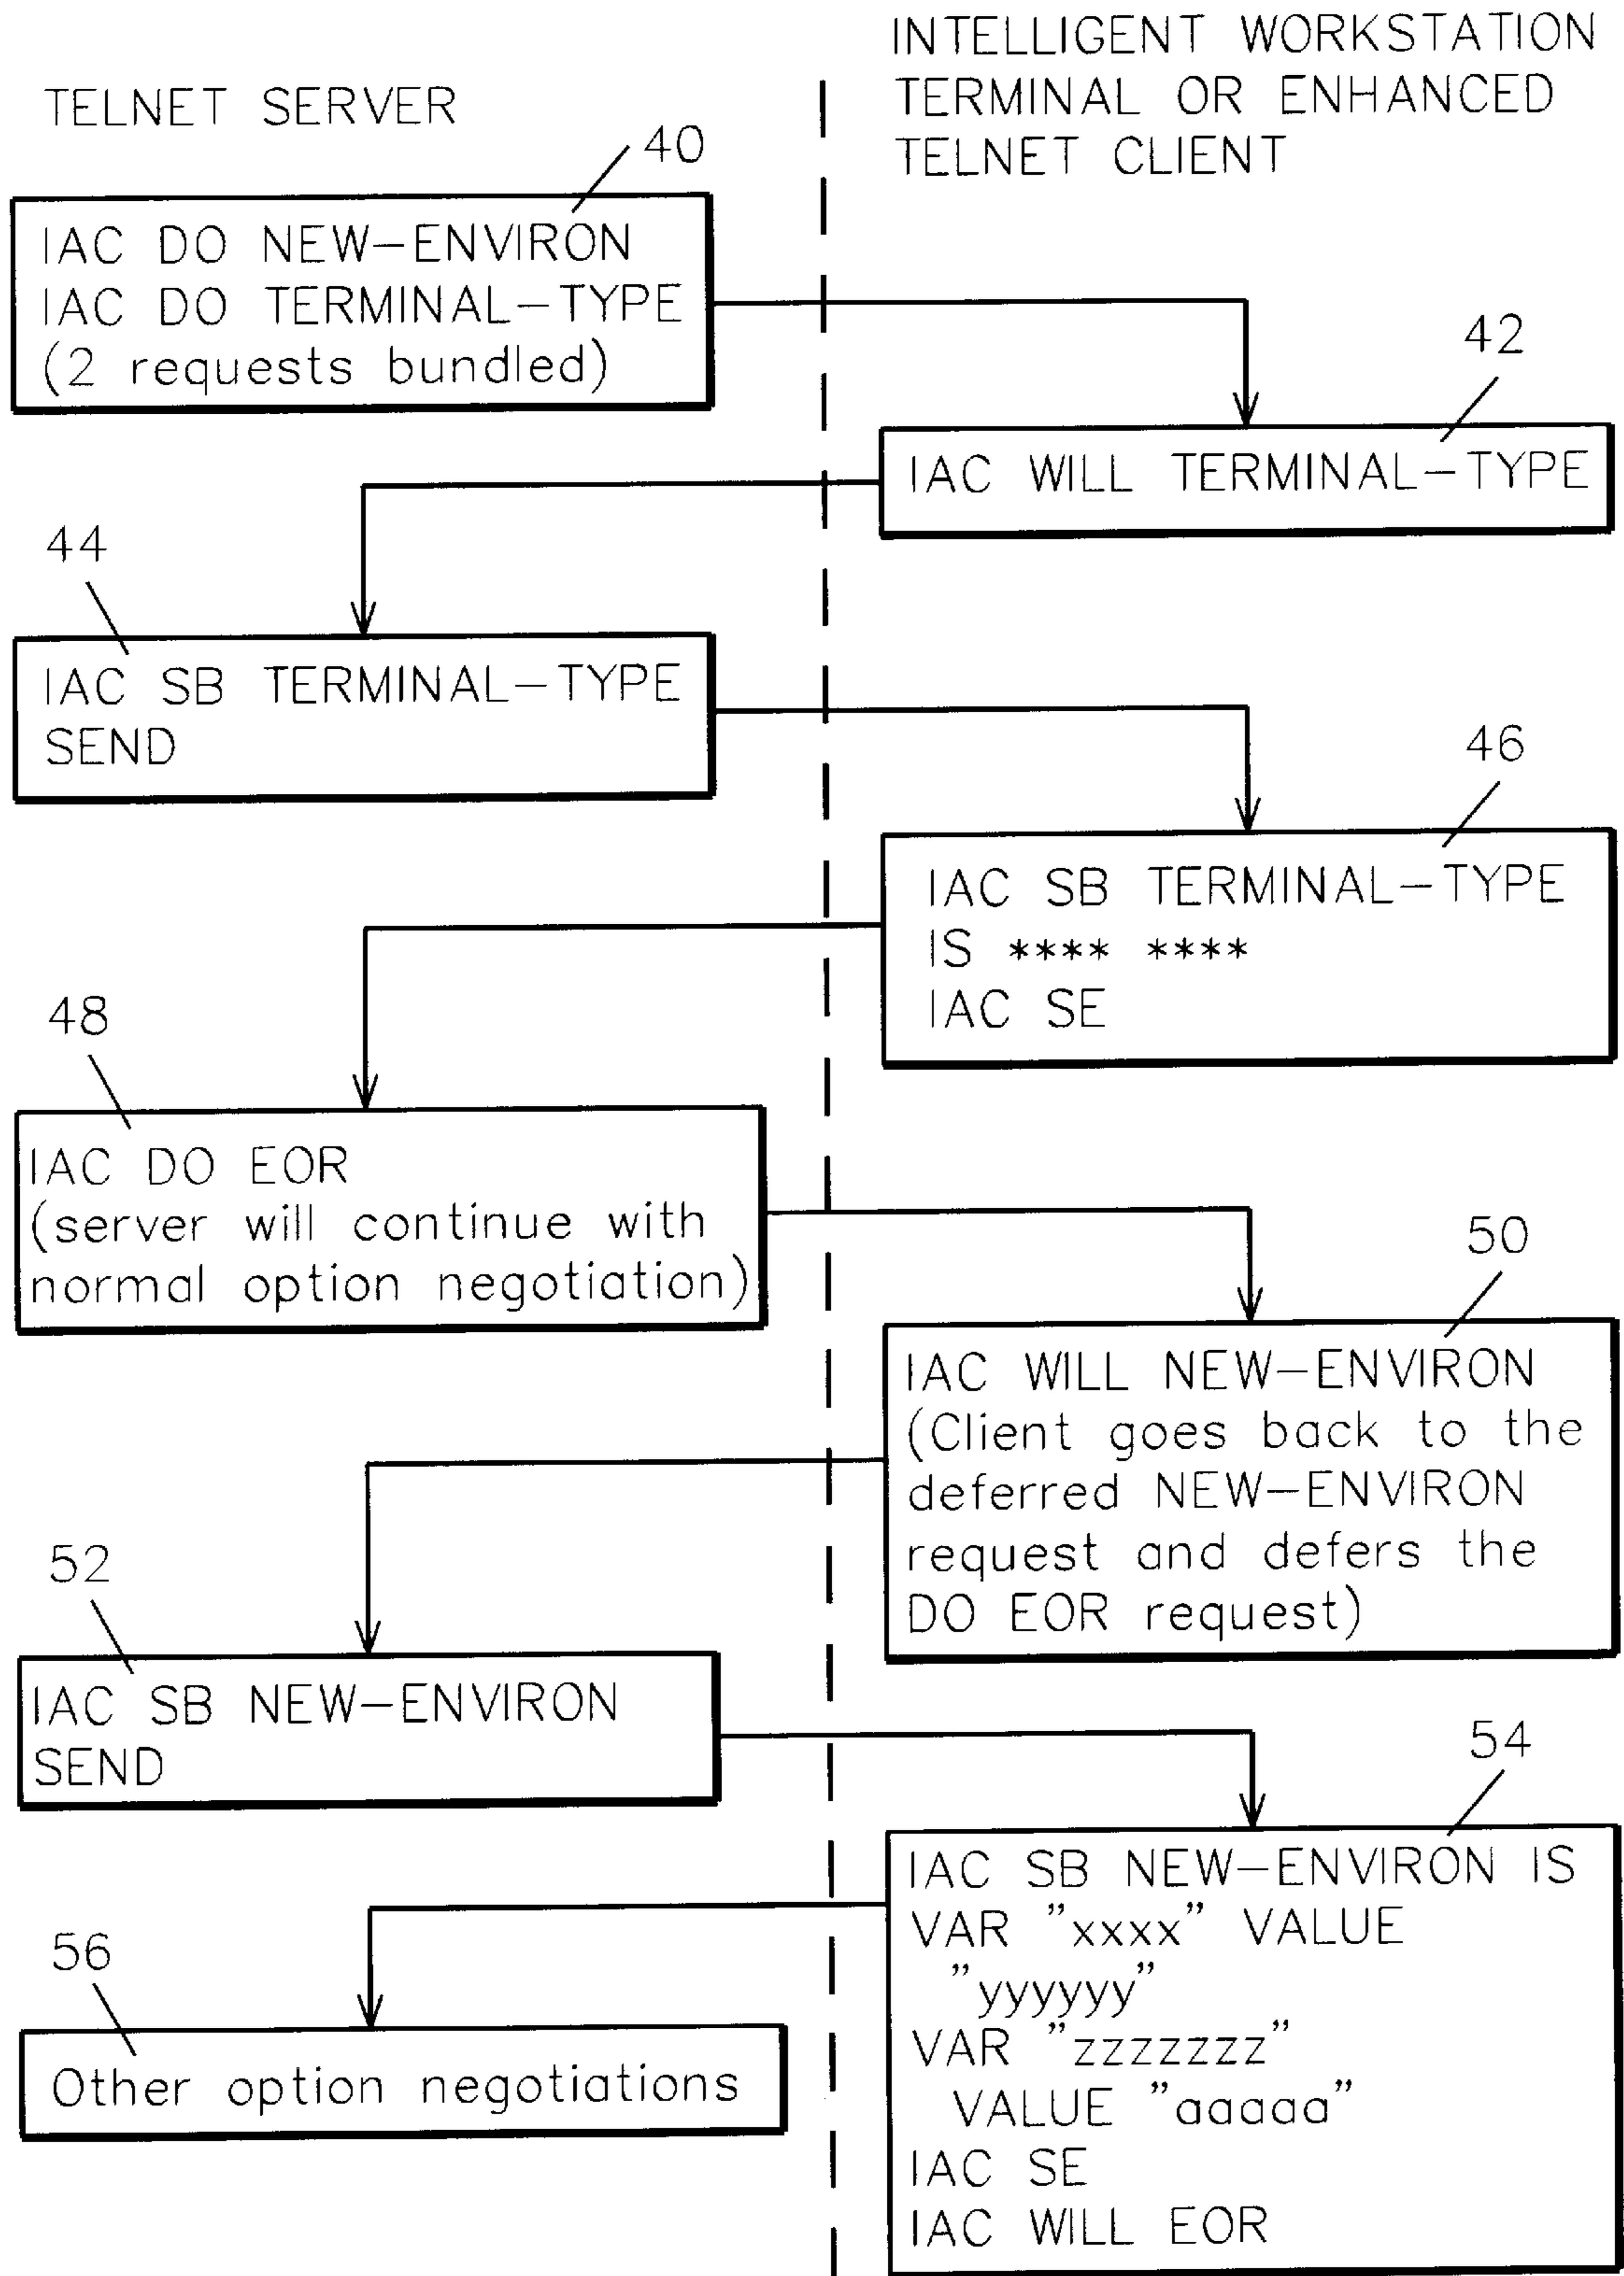 TELNET SERVER
INTELLIGENT WORKSTATION
TERMINAL OR ENHANCED
TELNET CLIENT
40
IAC DO NEW-ENVIRON
IAC DO TERMINAL-TYPE
(2 requests bundled)
42
IAC WILL TERMINAL-TYPE
44
IAC SB TERMINAL-TYPE
SEND
46
IAC SB TERMINAL-TYPE
IS **** ****
IAC SE
48
IAC DO EOR
(server will continue with
normal option negotiation)
50
IAC WILL NEW-ENVIRON
(Client goes back to the
deferred NEW-ENVIRON
request and defers the
DO EOR request)
52
IAC SB NEW-ENVIRON
SEND
54
IAC SB NEW-ENVIRON IS
VAR "xxxx" VALUE
"yyyyyy"
VAR "zzzzzzz"
VALUE "aaaaa"
IAC SE
IAC WILL EOR
56
Other option negotiations